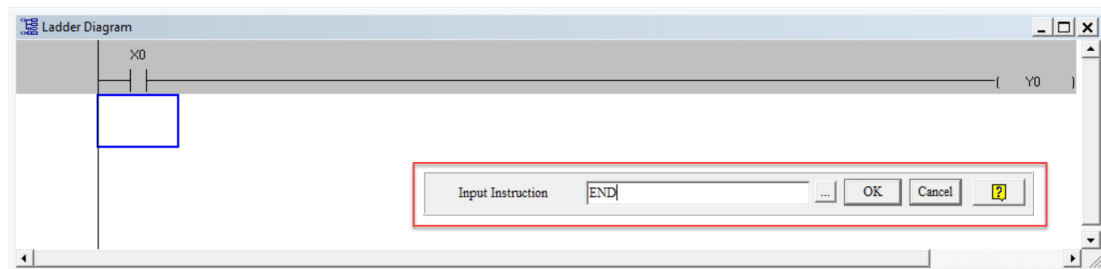 Ladder Diagram
X0
( Y0 )
Input Instruction END ... OK Cancel ?